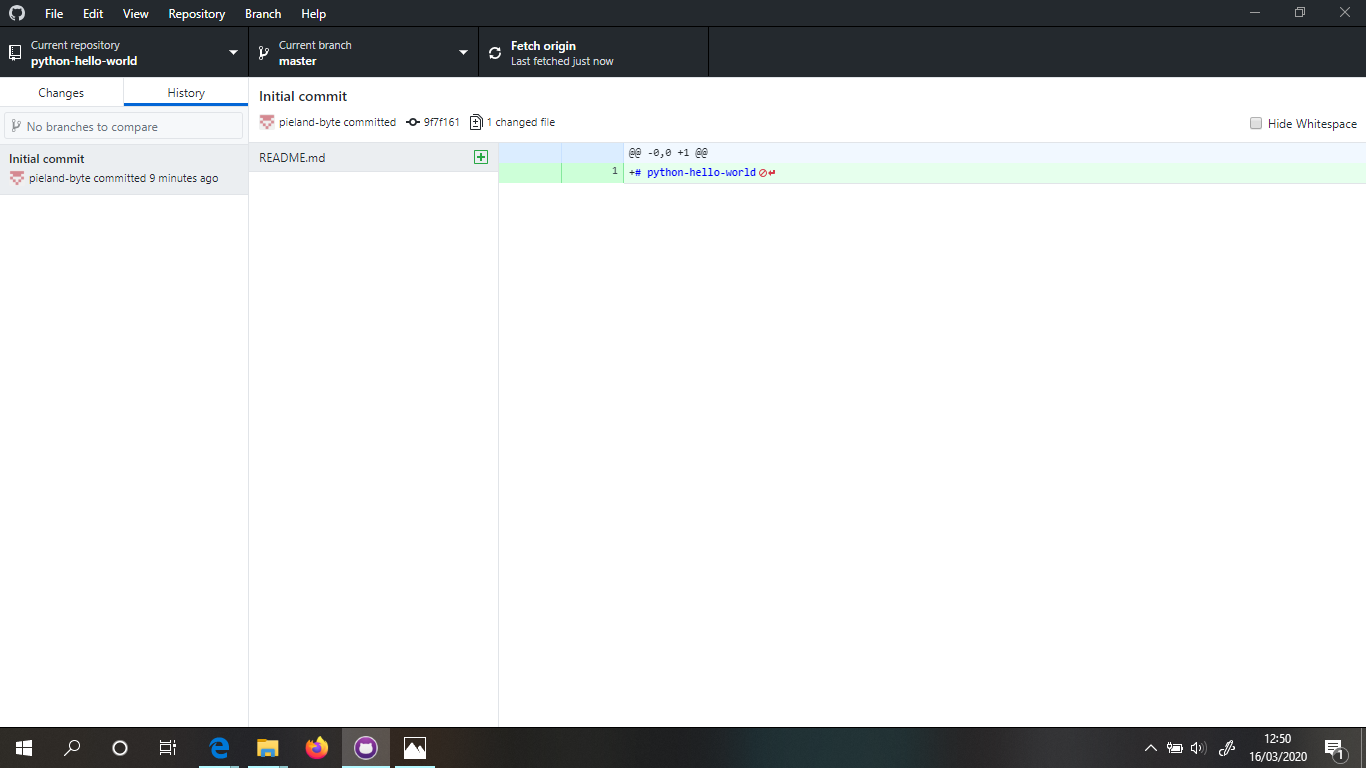 File Edit View Repository Branch Help
Current repository
python-hello-world
Current branch
master
Fetch origin
Last fetched just now
Changes History
No branches to compare
Initial commit
pieland-byte committed 9 minutes ago
Initial commit
pieland-byte committed 9f7f161 1 changed file
Hide Whitespace
README.md
@@ -0,0 +1 @@
1 +# python-hello-world
12:50
16/03/2020
1